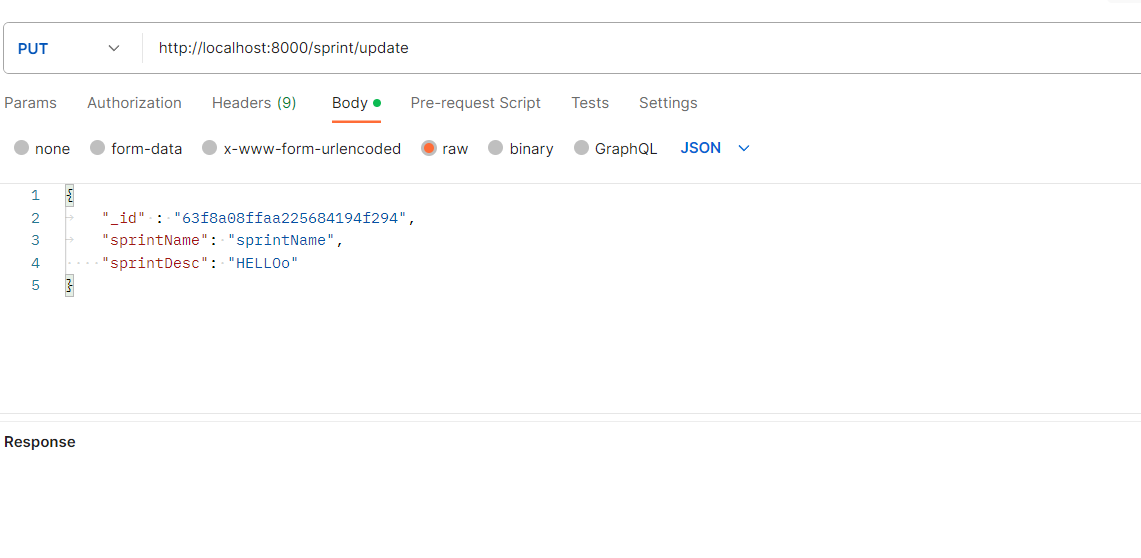 PUT http://localhost:8000/sprint/update
Params Authorization Headers (9) Body Pre-request Script Tests Settings
none form-data x-www-form-urlencoded raw binary GraphQL JSON
1 {
2 "_id" : "63f8a08ffaa225684194f294",
3 "sprintName": "sprintName",
4 "sprintDesc": "HELLOo"
5 }
Response